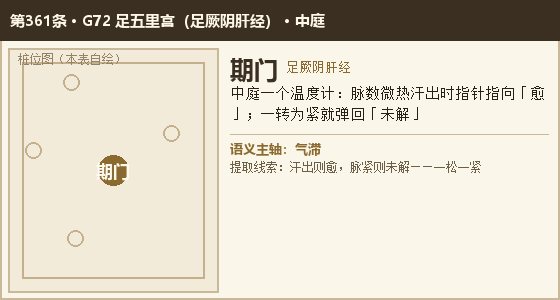 第361条・G72 足五里宫（足厥阴肝经）・中庭
桩位图（本表自绘）
期门
期门 足厥阴肝经
中庭一个温度计：脉数微热汗出时指针指向「愈
」；一转为紧就弹回「未解」
语义主轴：气滞
提取线索：汗出则愈，脉紧则未解——一松一紧